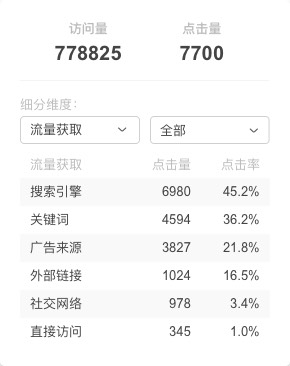 访问量 点击量
778825 7700
细分维度：
流量获取 全部
流量获取 点击量 点击率
搜索引擎 6980 45.2%
关键词 4594 36.2%
广告来源 3827 21.8%
外部链接 1024 16.5%
社交网络 978 3.4%
直接访问 345 1.0%